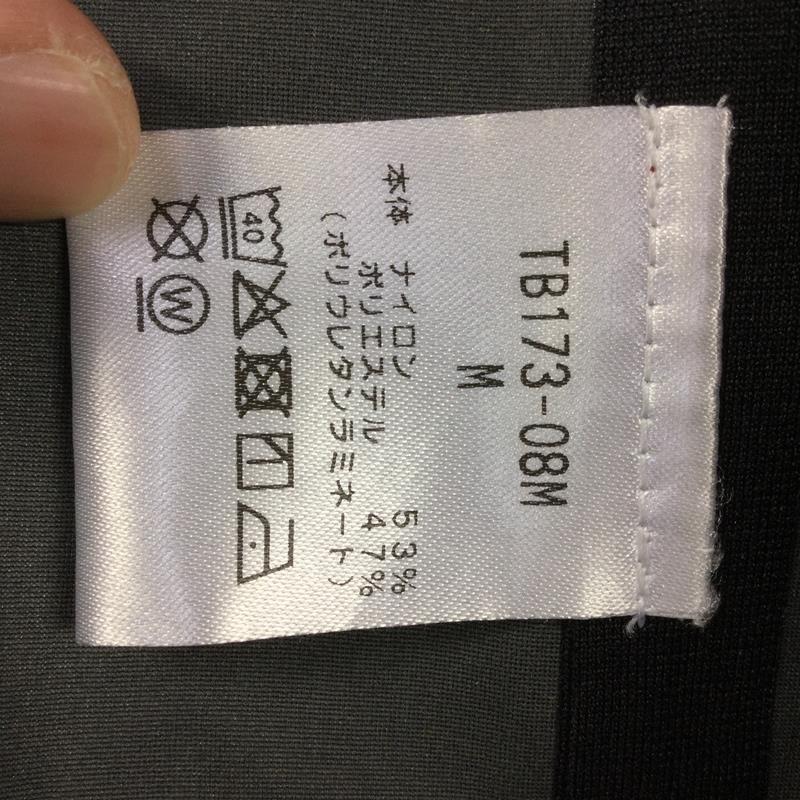 TB173-08M
M
本体 ナイロン 53%
ポリエステル 47%
(ポリウレタンラミネート)
40
W